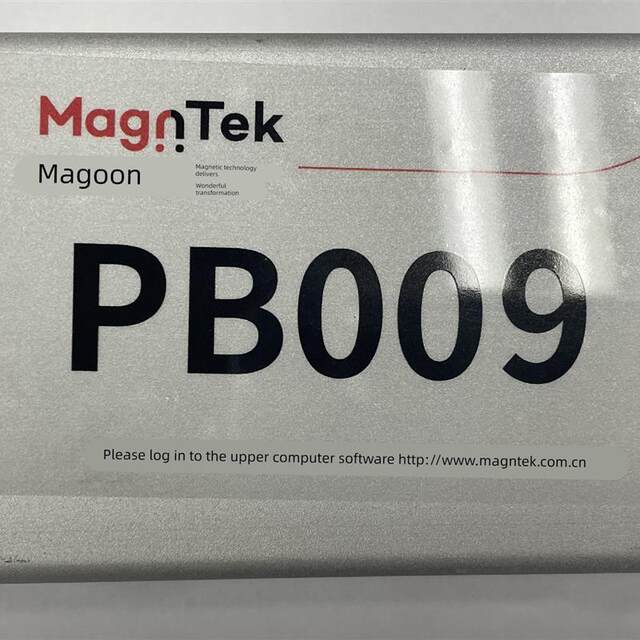 MagnTek
Magoon
Magnetic technology
delivers
Wonderful
transformation
PB009
Please log in to the upper computer software http://www.magntek.com.cn